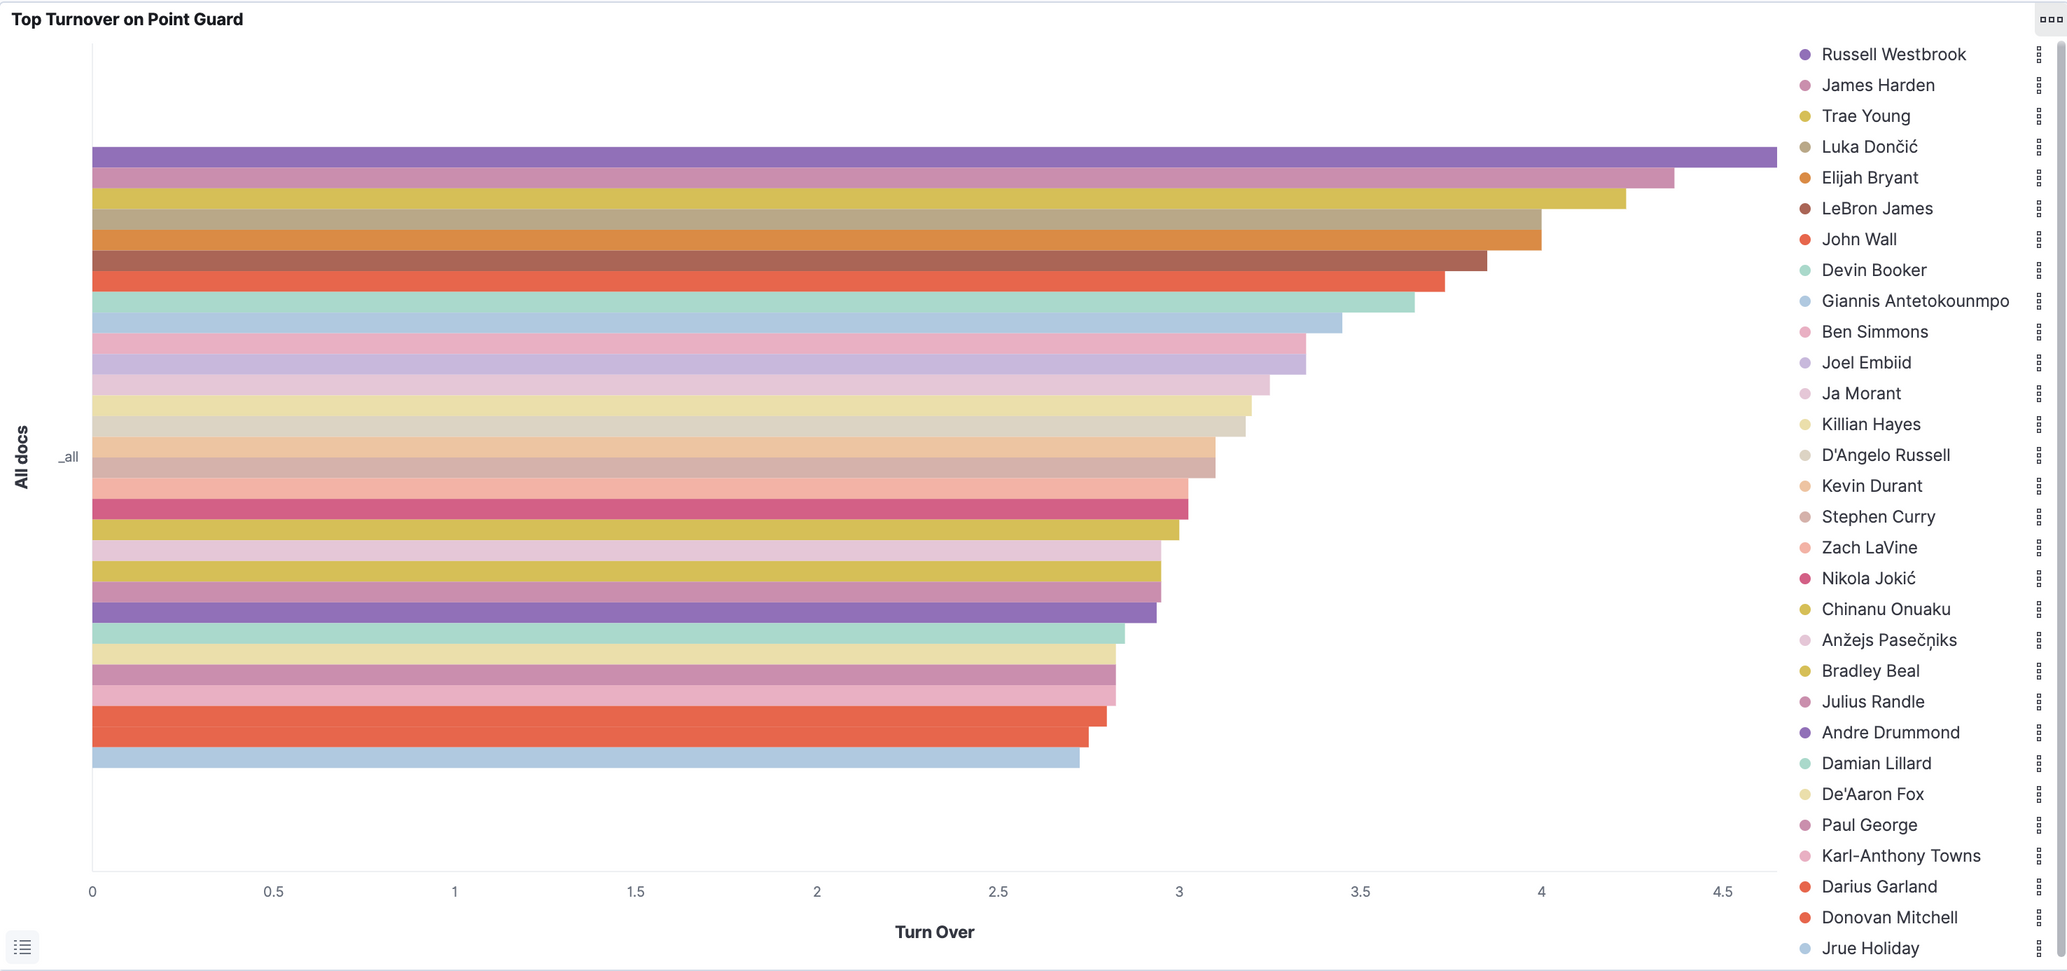 Top Turnover on Point Guard
Russell Westbrook
James Harden
Trae Young
Luka Dončić
Elijah Bryant
LeBron James
John Wall
Devin Booker
Giannis Antetokounmpo
Ben Simmons
Joel Embiid
Ja Morant
Killian Hayes
D'Angelo Russell
Kevin Durant
Stephen Curry
Zach LaVine
Nikola Jokić
Chinanu Onuaku
Anžejs Pasečņiks
Bradley Beal
Julius Randle
Andre Drummond
Damian Lillard
De'Aaron Fox
Paul George
Karl-Anthony Towns
Darius Garland
Donovan Mitchell
Jrue Holiday
All docs
_all
0 0.5 1 1.5 2 2.5 3 3.5 4 4.5
Turn Over